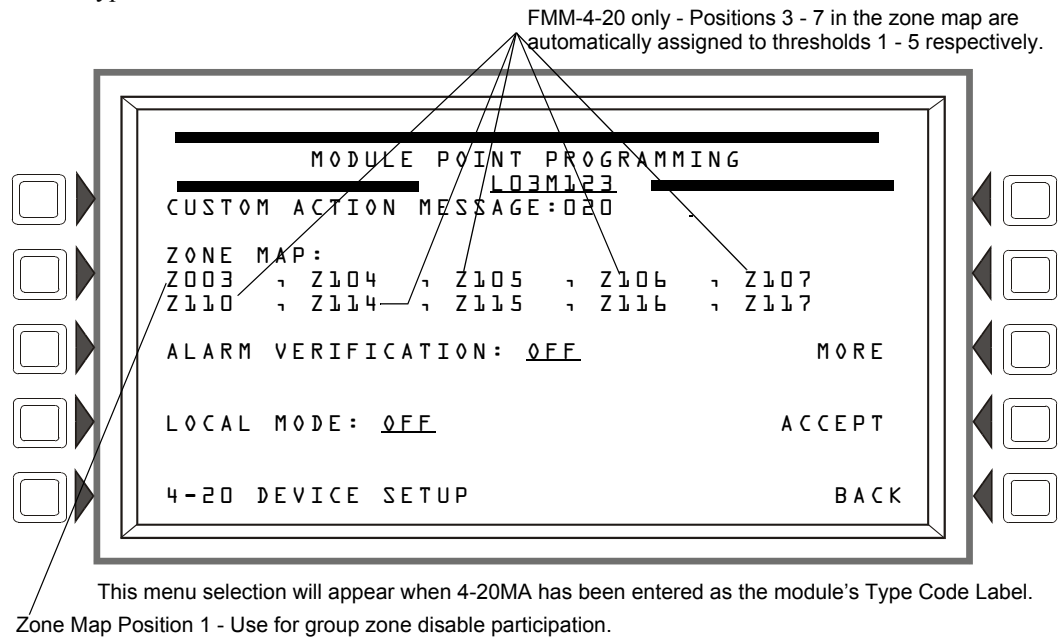 FMM-4-20 only - Positions 3 - 7 in the zone map are
automatically assigned to thresholds 1 - 5 respectively.
MODULE POINT PROGRAMMING
L03M123
CUSTOM ACTION MESSAGE:020 _
ZONE MAP:
Z003 , Z104 , Z105 , Z106 , Z107
Z110 , Z114 , Z115 , Z116 , Z117
ALARM VERIFICATION: OFF MORE
LOCAL MODE: OFF ACCEPT
4-20 DEVICE SETUP BACK
This menu selection will appear when 4-20MA has been entered as the module's Type Code Label.
Zone Map Position 1 - Use for group zone disable participation.